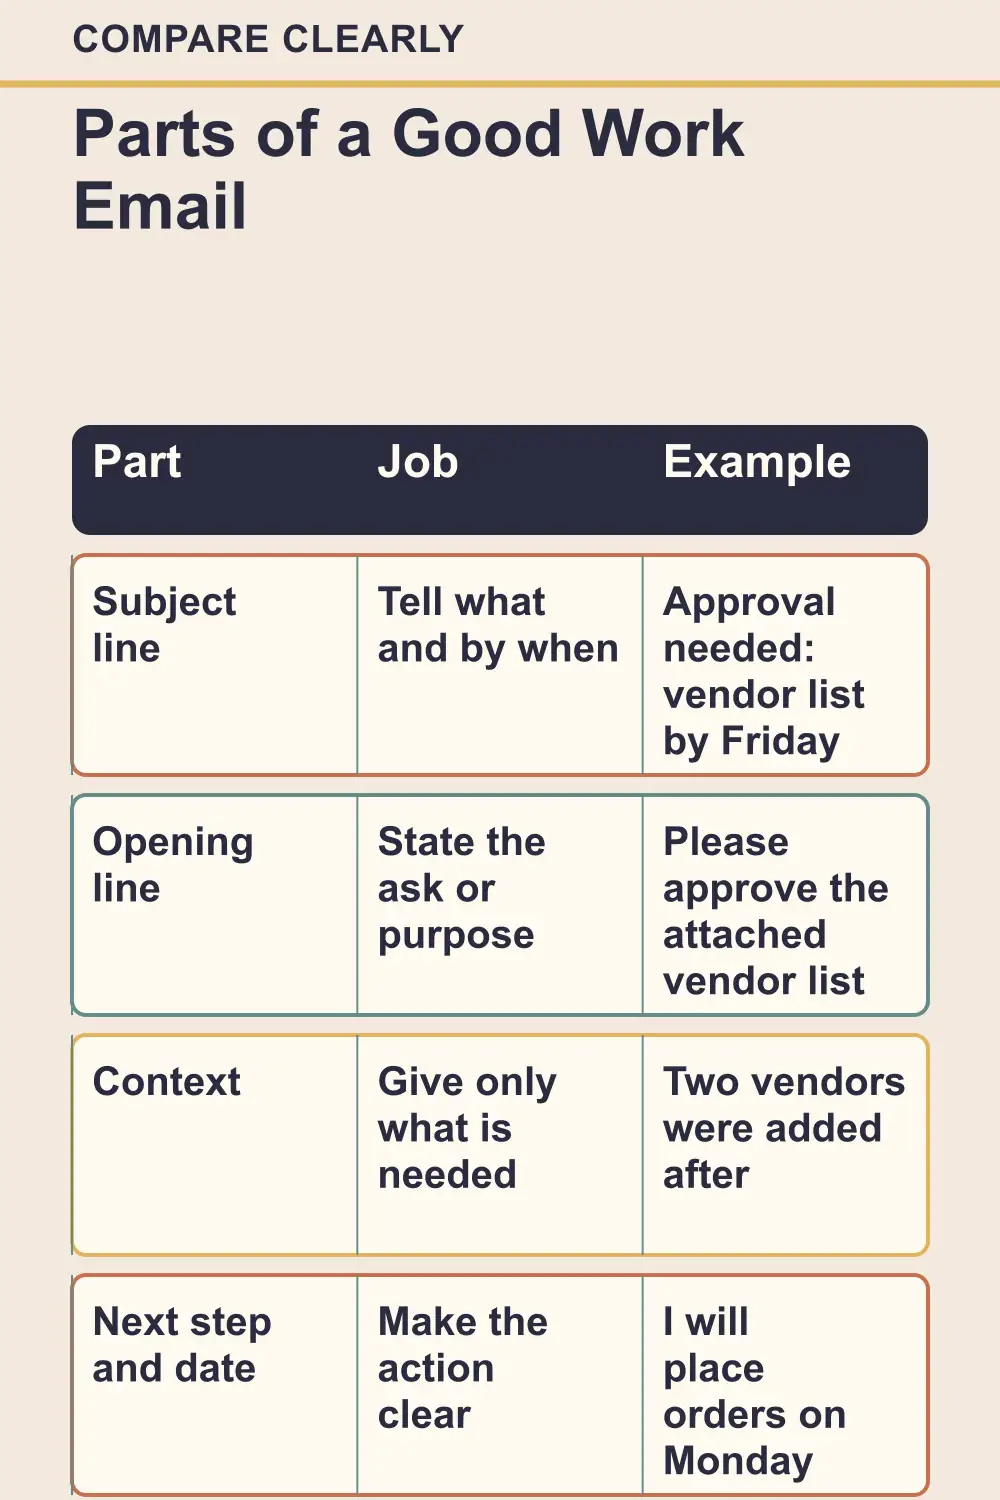 COMPARE CLEARLY
Parts of a Good Work
Email
Part Job Example
Subject
line
Tell what
and by when
Approval
needed:
vendor list
by Friday
Opening
line
State the
ask or
purpose
Please
approve the
attached
vendor list
Context
Give only
what is
needed
Two vendors
were added
after
Next step
and date
Make the
action
clear
I will
place
orders on
Monday